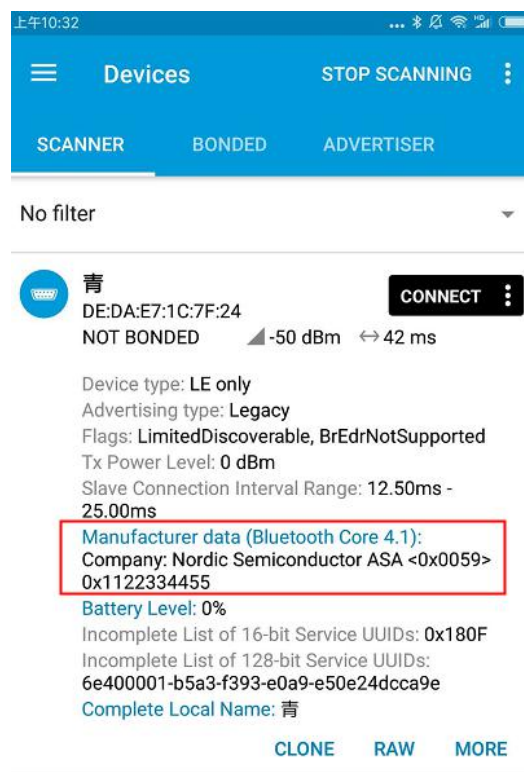 上午10:32
...
Devices STOP SCANNING
SCANNER BONDED ADVERTISER
No filter
青
DE:DA:E7:1C:7F:24
CONNECT
NOT BONDED -50 dBm 42 ms
Device type: LE only
Advertising type: Legacy
Flags: LimitedDiscoverable, BrEdrNotSupported
Tx Power Level: 0 dBm
Slave Connection Interval Range: 12.50ms -
25.00ms
Manufacturer data (Bluetooth Core 4.1):
Company: Nordic Semiconductor ASA <0x0059>
0x1122334455
Battery Level: 0%
Incomplete List of 16-bit Service UUIDs: 0x180F
Incomplete List of 128-bit Service UUIDs:
6e400001-b5a3-f393-e0a9-e50e24dcca9e
Complete Local Name: 青
CLONE RAW MORE